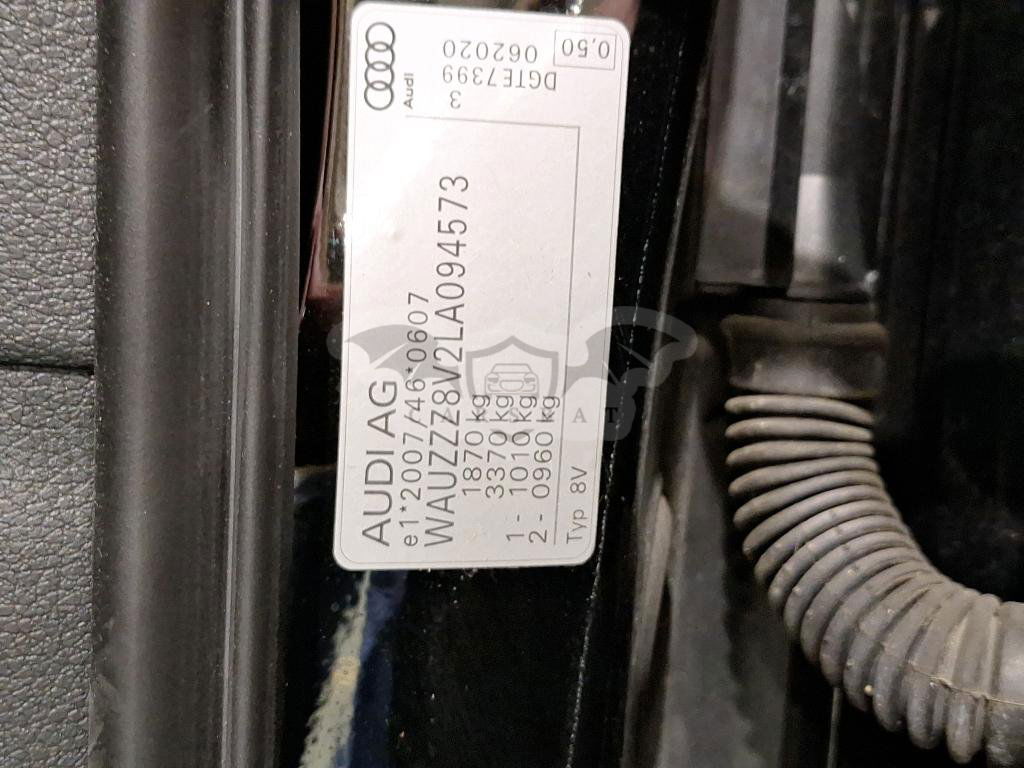 AUDI AG
e1*2007/46*0607
WAUZZZ8V2LA094573
1870 kg
3370 kg
1 - 1010 kg
2 - 0960 kg
Typ 8V
Audi
3
DGTE7399
062020
0,50